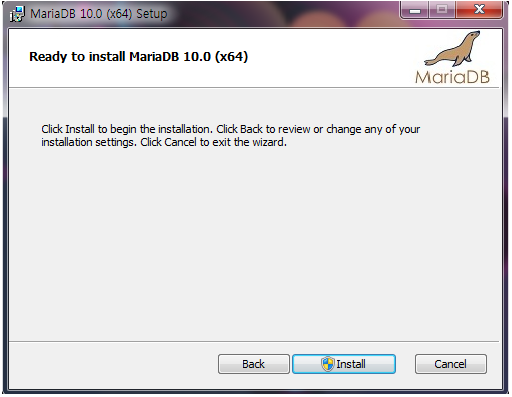 MariaDB 10.0 (x64) Setup
Ready to install MariaDB 10.0 (x64)
MariaDB
Click Install to begin the installation. Click Back to review or change any of your
installation settings. Click Cancel to exit the wizard.
Back
Install
Cancel